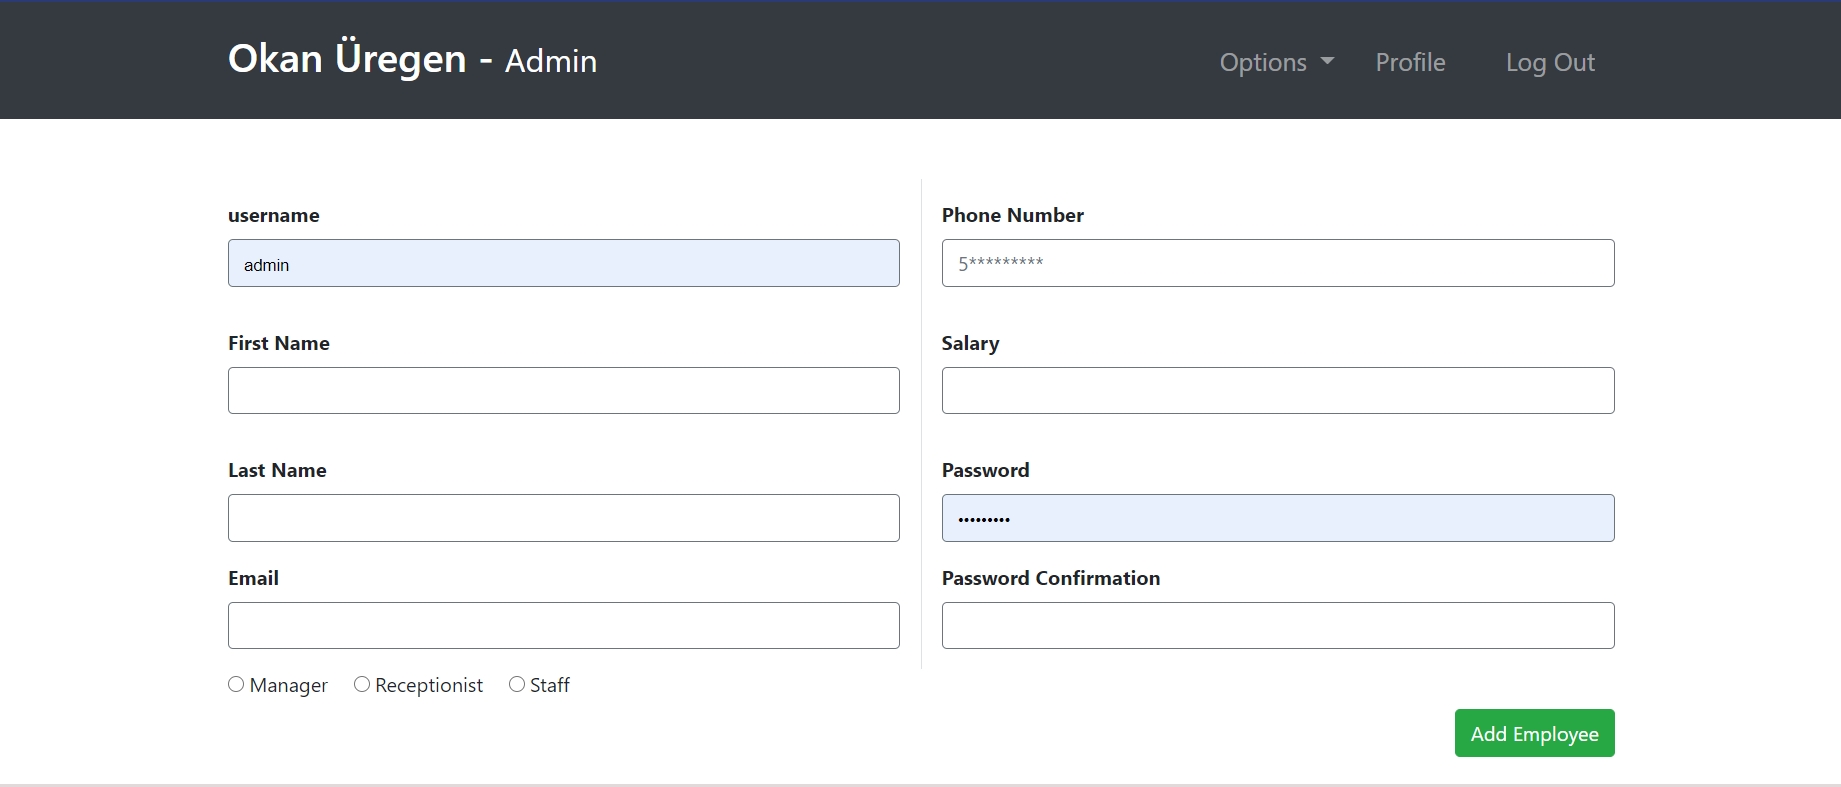 Okan Üregen - Admin
Options Profile Log Out
username
admin
First Name
Last Name
Email
Manager Receptionist Staff
Phone Number
5*********
Salary
Password
•••••••••
Password Confirmation
Add Employee